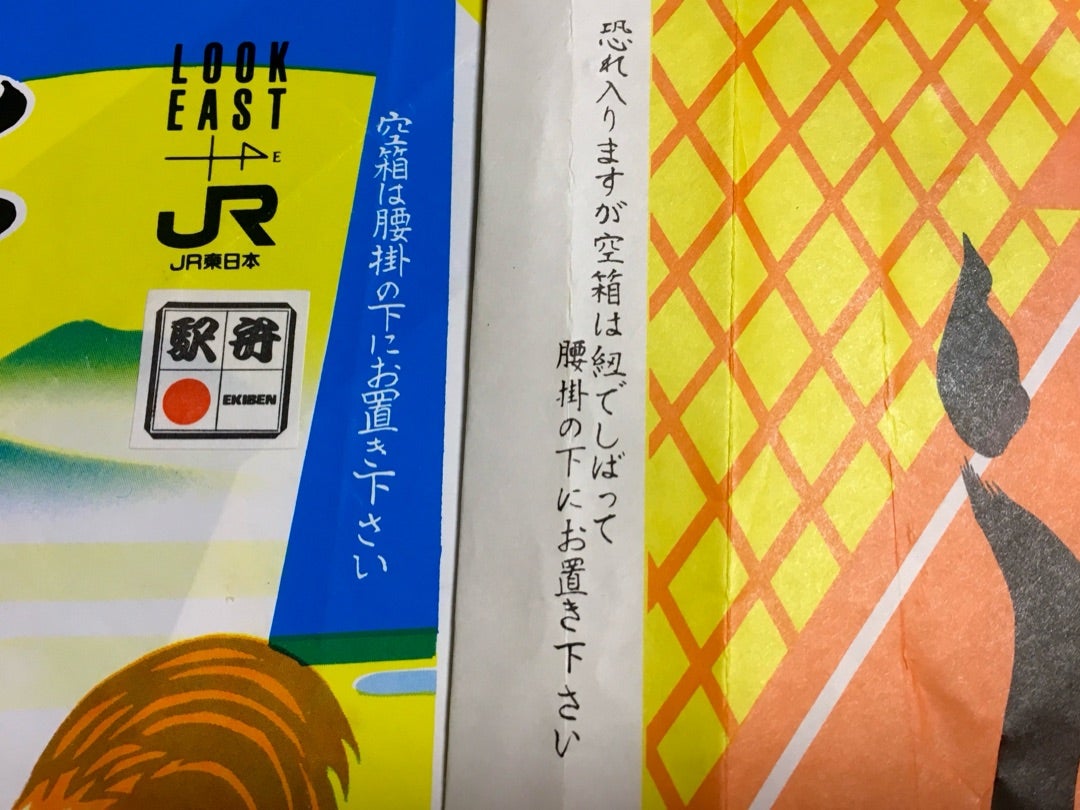 LOOK
EAST
E
JR
JR東日本
駅弁
EKIBEN
空箱は腰掛の下にお置き下さい
恐れ入りますが空箱は紐でしばって
腰掛の下にお置き下さい